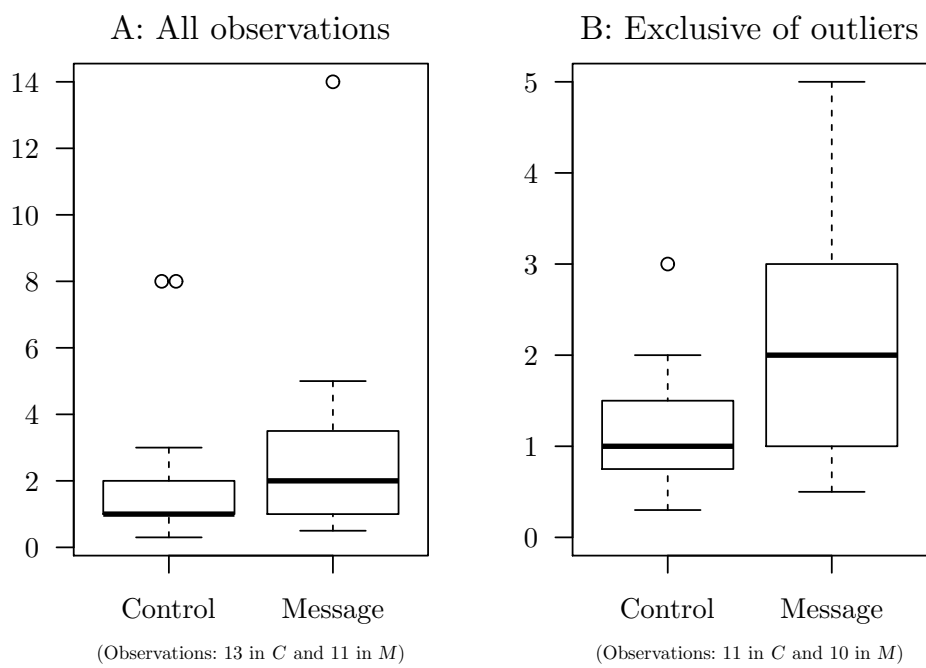 A: All observations
14
12
10
8
6
4
2
0
Control Message
(Observations: 13 in C and 11 in M)
B: Exclusive of outliers
5
4
3
2
1
0
Control Message
(Observations: 11 in C and 10 in M)